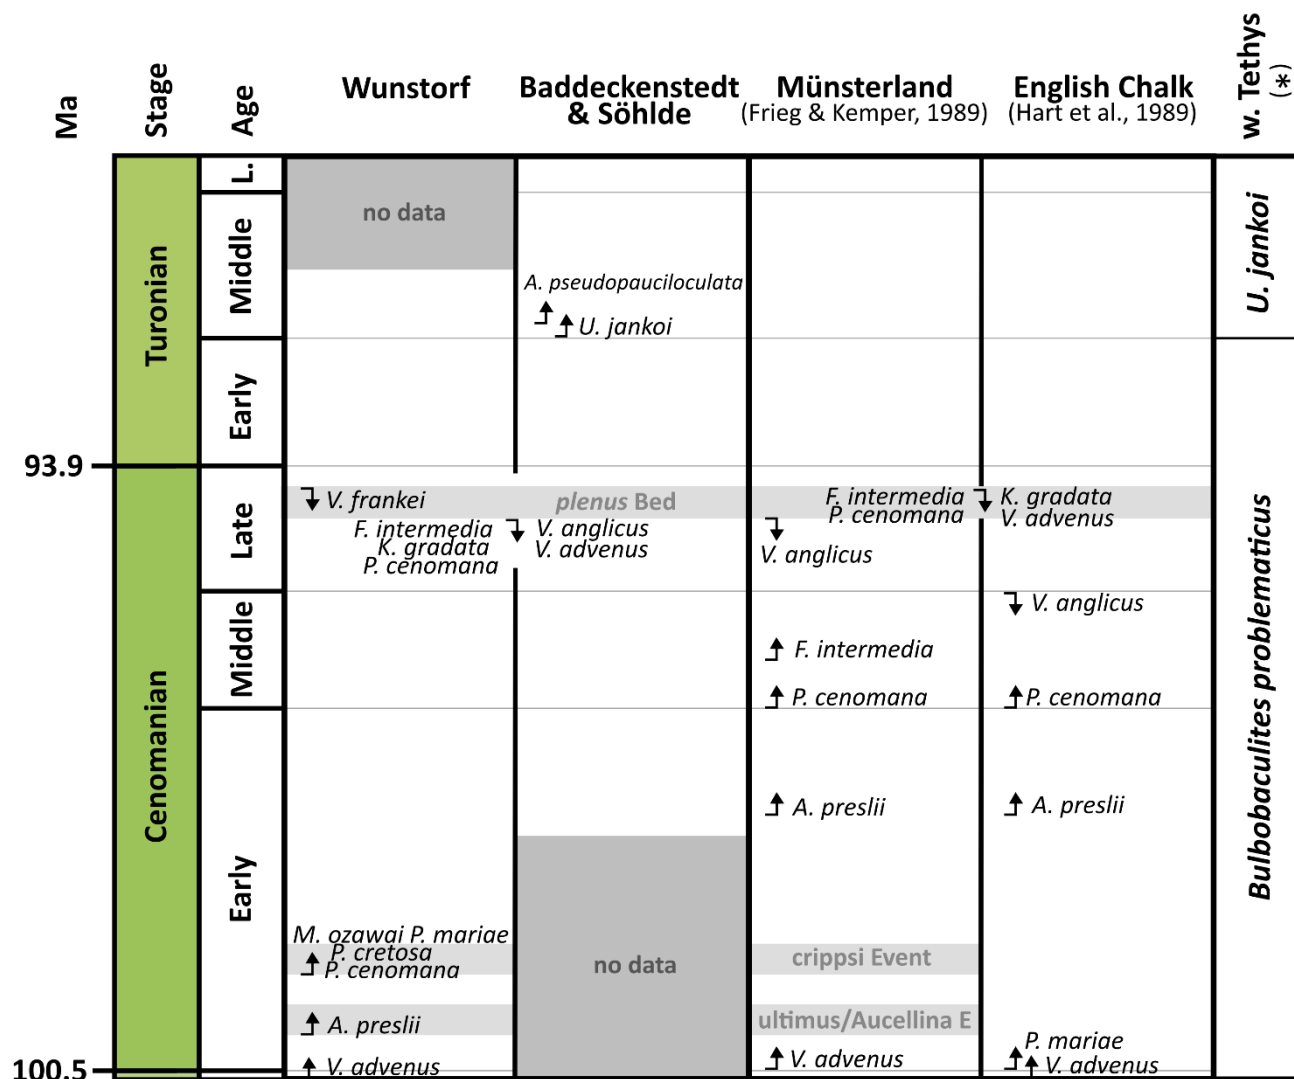 Ma
Stage
Age
Wunstorf
Baddeckenstedt
& Söhlde
Münsterland
(Frieg & Kemper, 1989)
English Chalk
(Hart et al., 1989)
w. Tethys
(*)
L.
no data
Middle
Turonian
A. pseudopauciloculata
U. jankoi
U. jankoi
Early
93.9
Late
V. frankei
plenus Bed
F. intermedia
P. cenomana
K. gradata
V. advenus
F. intermedia
K. gradata
P. cenomana
V. anglicus
V. advenus
V. anglicus
Middle
V. anglicus
F. intermedia
P. cenomana
P. cenomana
Bulbobaculites problematicus
Cenomanian
A. preslii
A. preslii
Early
M. ozawai P. mariae
P. cretosa
P. cenomana
no data
crippsi Event
A. preslii
ultimus/Aucellina E
P. mariae
V. advenus
V. advenus
V. advenus
100.5